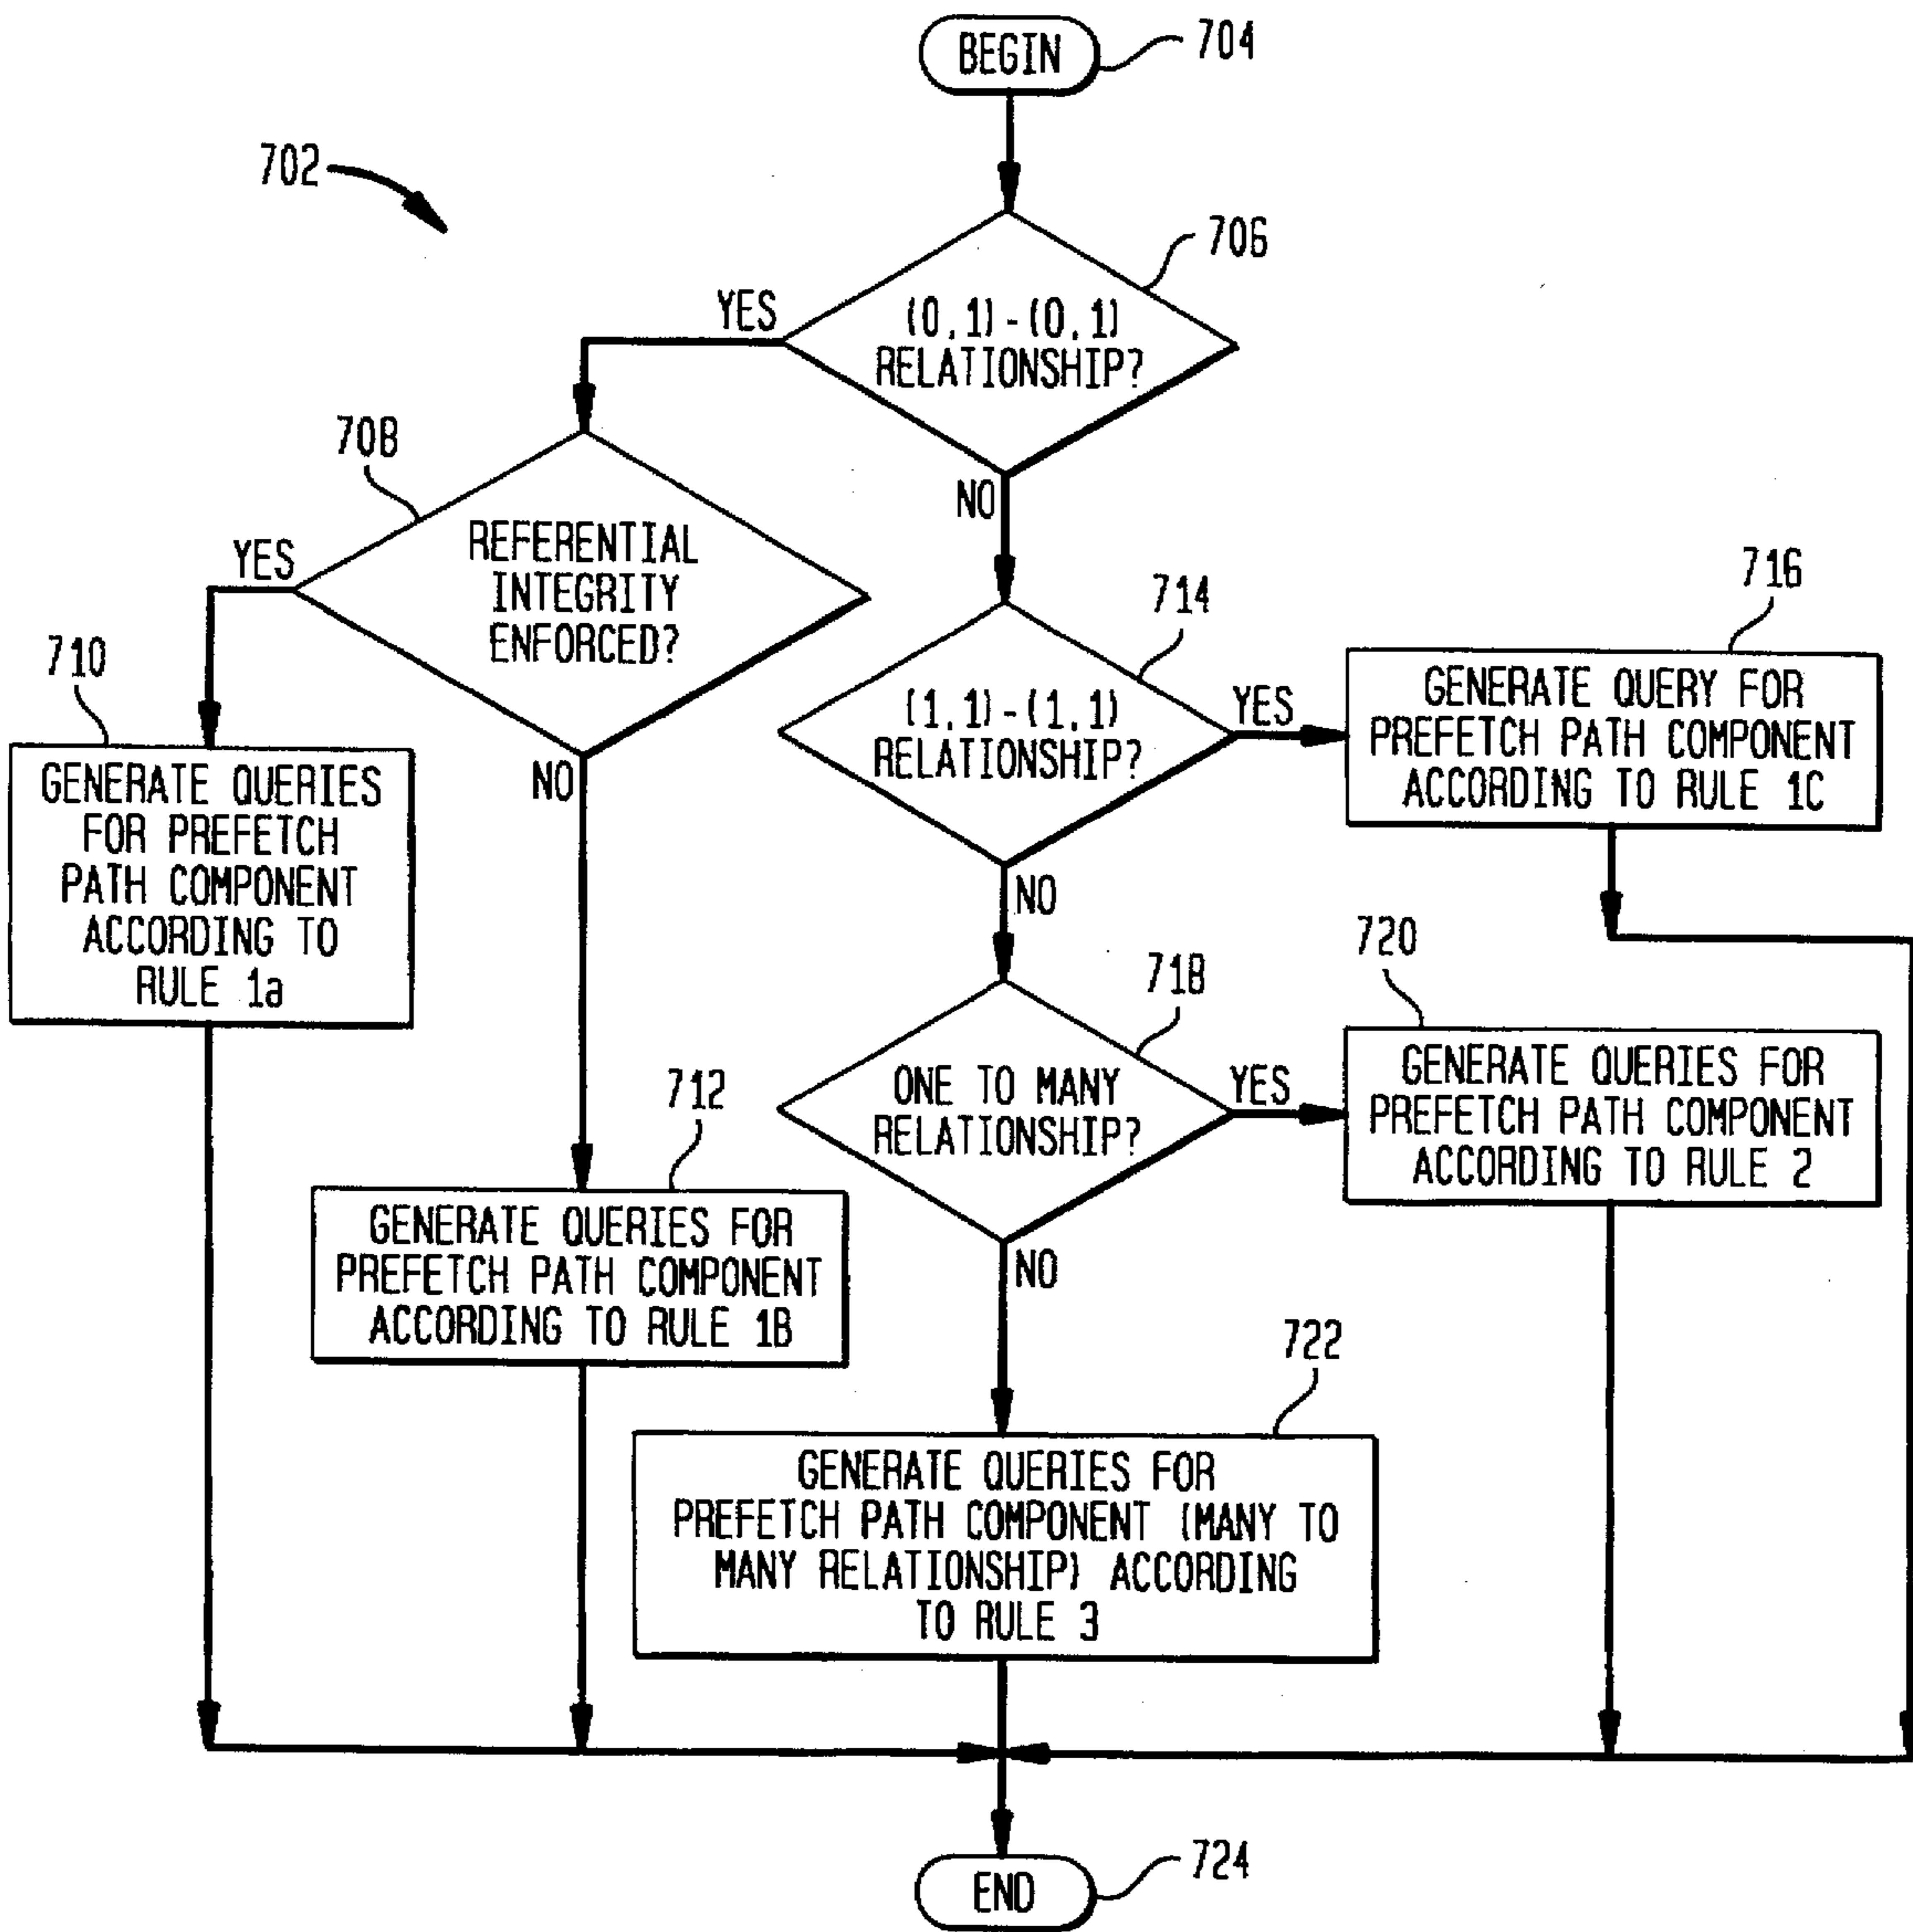 BEGIN
704
702
706
(0,1)-(0,1)
RELATIONSHIP?
YES
NO
708
REFERENTIAL
INTEGRITY
ENFORCED?
YES
NO
710
GENERATE QUERIES
FOR PREFETCH
PATH COMPONENT
ACCORDING TO
RULE 1a
712
GENERATE QUERIES FOR
PREFETCH PATH COMPONENT
ACCORDING TO RULE 1B
714
(1,1)-(1,1)
RELATIONSHIP?
YES
NO
716
GENERATE QUERY FOR
PREFETCH PATH COMPONENT
ACCORDING TO RULE 1C
718
ONE TO MANY
RELATIONSHIP?
YES
NO
720
GENERATE QUERIES FOR
PREFETCH PATH COMPONENT
ACCORDING TO RULE 2
722
GENERATE QUERIES FOR
PREFETCH PATH COMPONENT (MANY TO
MANY RELATIONSHIP) ACCORDING
TO RULE 3
END
724